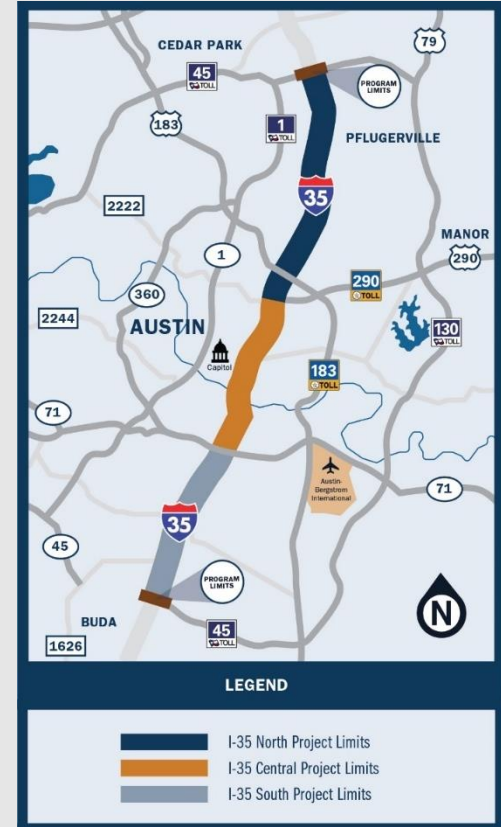 CEDAR PARK
79
45
TOLL
PROGRAM
LIMITS
183
1
TOLL
PFLUGERVILLE
35
2222
MANOR
1
290
290
TOLL
360
2244
AUSTIN
130
TOLL
Capitol
183
TOLL
71
Austin-
Bergstrom
International
71
35
45
PROGRAM
LIMITS
N
BUDA
45
TOLL
1626
LEGEND
I-35 North Project Limits
I-35 Central Project Limits
I-35 South Project Limits